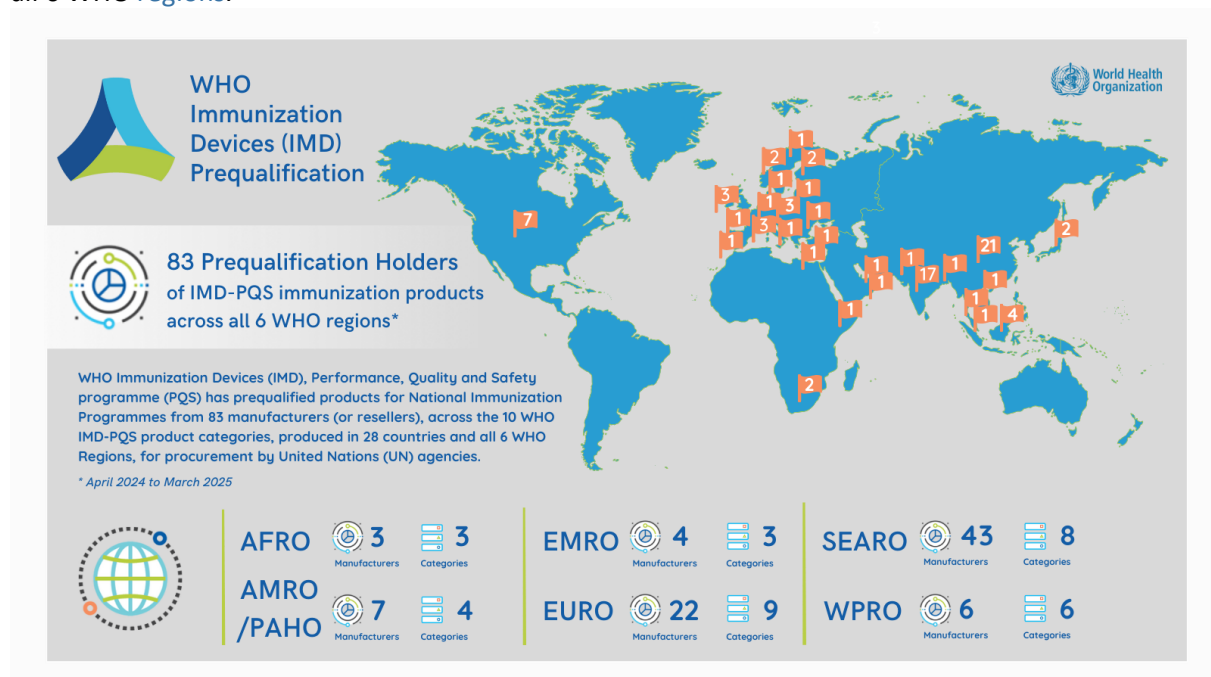 regions.
WHO
Immunization
Devices (IMD)
Prequalification
World Health
Organization
83 Prequalification Holders
of IMD-PQS immunization products
across all 6 WHO regions*
WHO Immunization Devices (IMD), Performance, Quality and Safety
programme (PQS) has prequalified products for National Immunization
Programmes from 83 manufacturers (or resellers), across the 10 WHO
IMD-PQS product categories, produced in 28 countries and all 6 WHO
Regions, for procurement by United Nations (UN) agencies.
* April 2024 to March 2025
1
2
2
1
1
3
1
3
1
7
1
3
1
1
1
1
2
21
1
1
17
1
1
1
1
1
1
4
2
AFRO 3 Manufacturers 3 Categories
AMRO
/PAHO 7 Manufacturers 4 Categories
EMRO 4 Manufacturers 3 Categories
EURO 22 Manufacturers 9 Categories
SEARO 43 Manufacturers 8 Categories
WPRO 6 Manufacturers 6 Categories